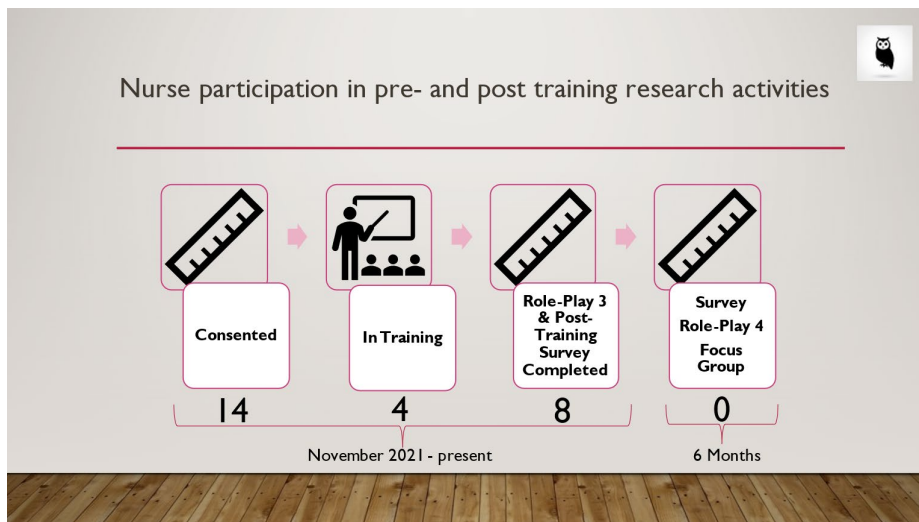 Nurse participation in pre- and post training research activities
Consented
In Training
Role-Play 3
& Post-
Training
Survey
Completed
Survey
Role-Play 4
Focus
Group
14
4
8
0
November 2021- present
6 Months